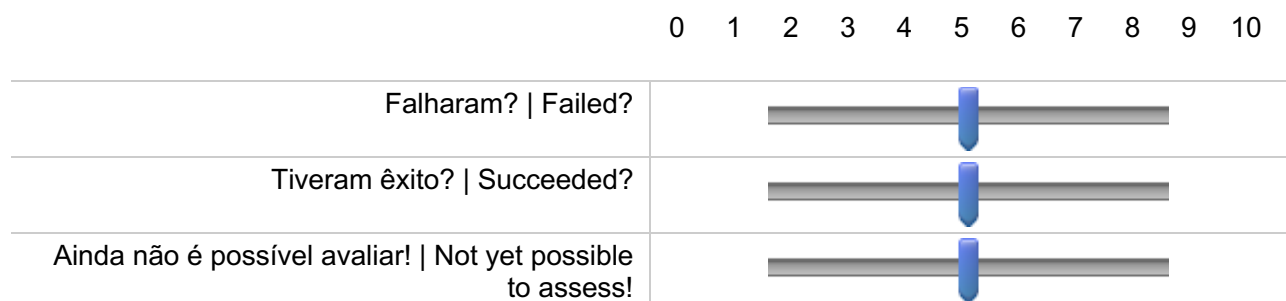 0 1 2 3 4 5 6 7 8 9 10
Falharam? | Failed?
Tiveram êxito? | Succeeded?
Ainda não é possível avaliar! | Not yet possible
to assess!